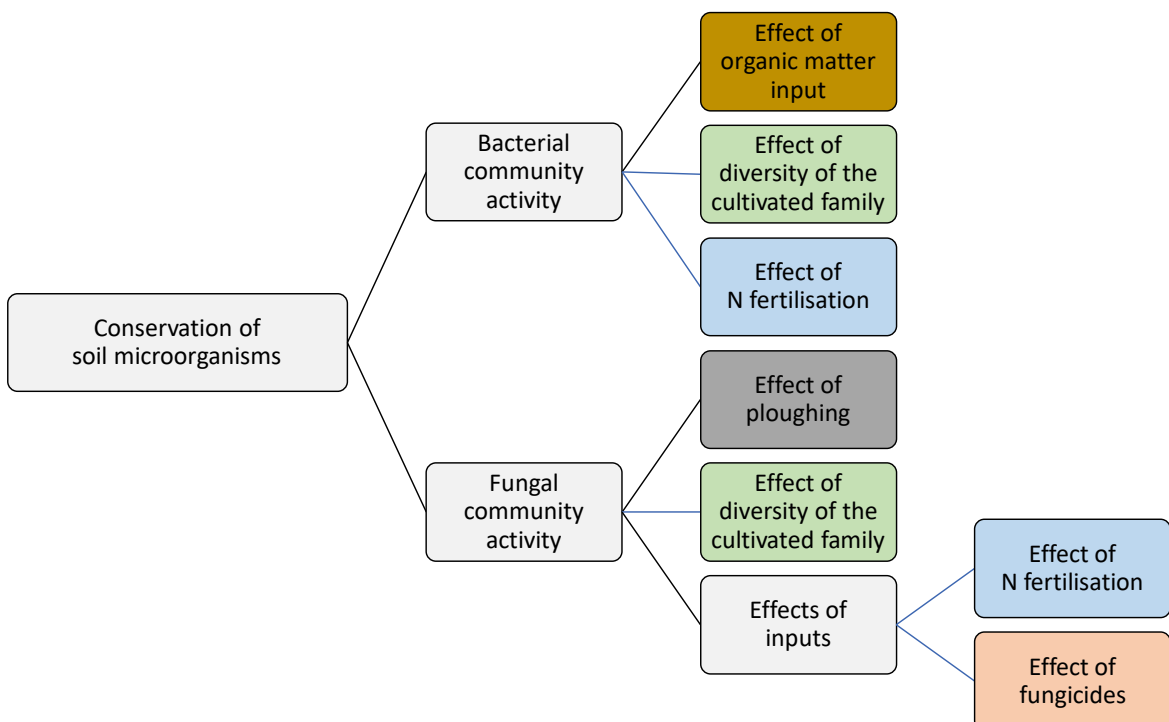 Effect of
organic matter
input
Bacterial
community
activity
Effect of
diversity of the
cultivated family
Effect of
N fertilisation
Conservation of
soil microorganisms
Effect of
ploughing
Fungal
community
activity
Effect of
diversity of the
cultivated family
Effects of
inputs
Effect of
N fertilisation
Effect of
fungicides